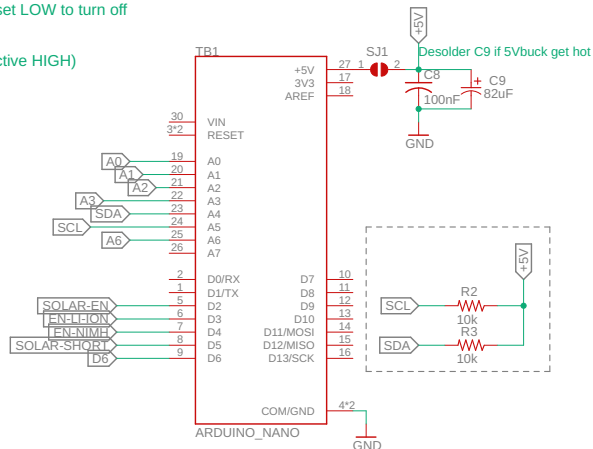 set LOW to turn off
ctive HIGH)
+5V
Desolder C9 if 5Vbuck get hot
TB1
SJ1
+5V 27 1 2
3V3 17
AREF 18
C8
100nF
+ C9
82uF
GND
30 VIN
3*2 RESET
A0 19 A0
A1 20 A1
A2 21 A2
A3 22 A3
SDA 23 A4
SCL 24 A5
A6 25 A6
26 A7
2 D0/RX D7 10
1 D1/TX D8 11
SOLAR-EN 5 D2 D9 12
EN-LI-ION 6 D3 D10 13
EN-NIMH 7 D4 D11/MOSI 14
SOLAR-SHORT 8 D5 D12/MISO 15
D6 9 D6 D13/SCK 16
COM/GND 4*2
ARDUINO_NANO
GND
+5V
SCL R2
10k
SDA R3
10k